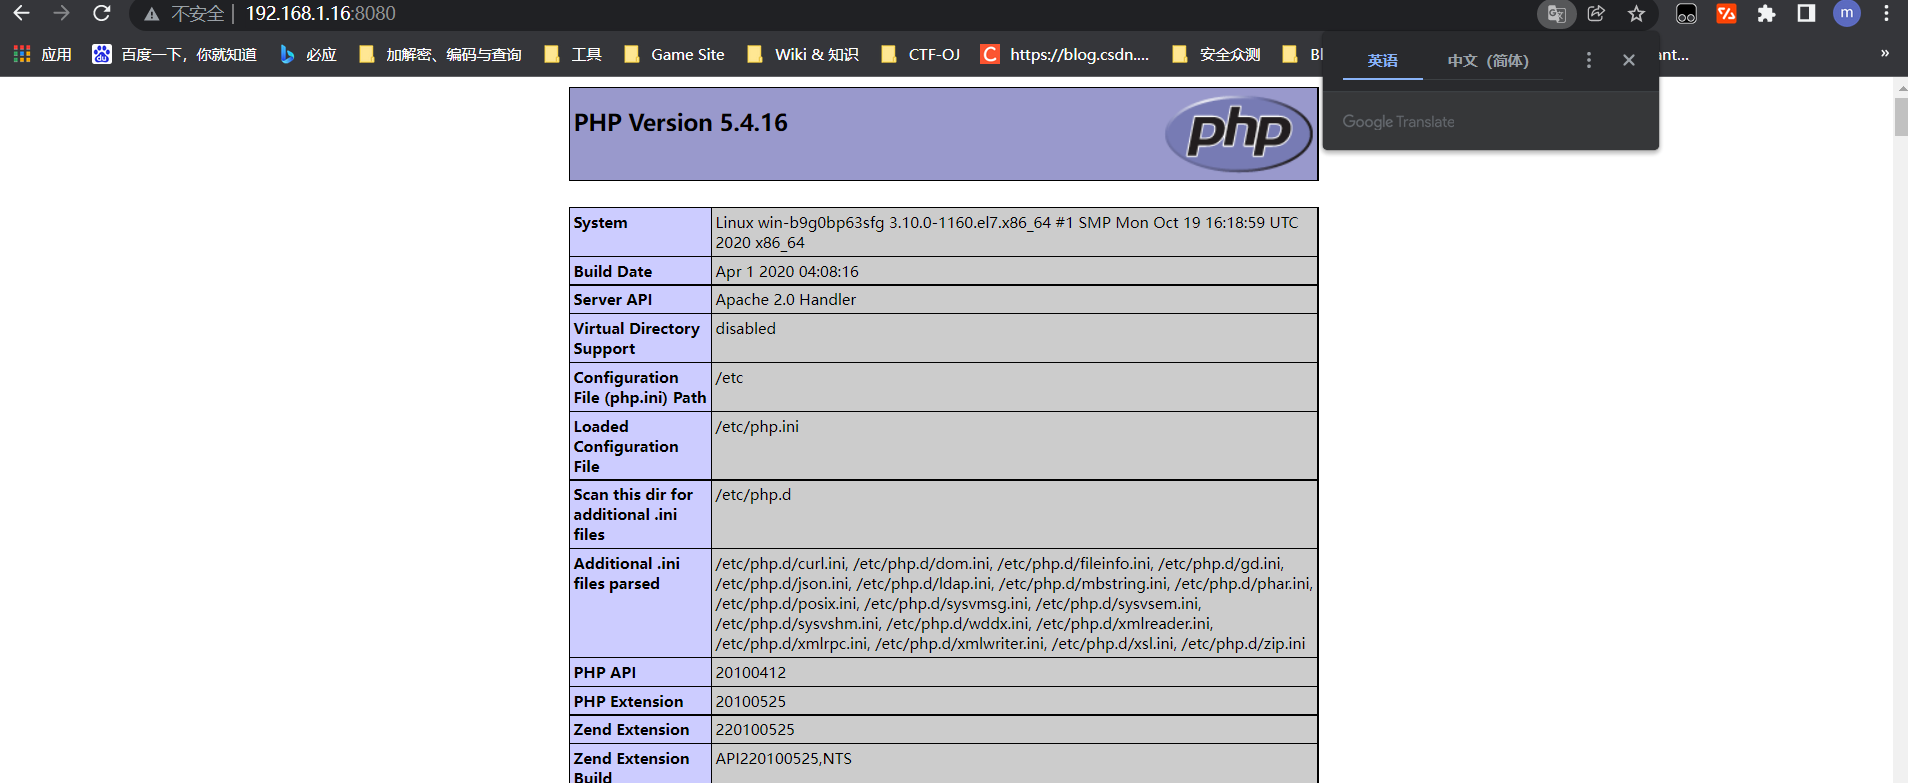 不安全 192.168.1.16:8080
应用 百度一下，你就知道 必应 加解密、编码与查询 工具 Game Site Wiki & 知识 CTF-OJ https://blog.csdn.... 安全众测 Bl ant... »
英语 中文（简体）
Google Translate
m
PHP Version 5.4.16
php
System Linux win-b9g0bp63sfg 3.10.0-1160.el7.x86_64 #1 SMP Mon Oct 19 16:18:59 UTC
2020 x86_64
Build Date Apr 1 2020 04:08:16
Server API Apache 2.0 Handler
Virtual Directory disabled
Support
Configuration /etc
File (php.ini) Path
Loaded /etc/php.ini
Configuration
File
Scan this dir for /etc/php.d
additional .ini
files
Additional .ini /etc/php.d/curl.ini, /etc/php.d/dom.ini, /etc/php.d/fileinfo.ini, /etc/php.d/gd.ini,
files parsed /etc/php.d/json.ini, /etc/php.d/ldap.ini, /etc/php.d/mbstring.ini, /etc/php.d/phar.ini,
/etc/php.d/posix.ini, /etc/php.d/sysvmsg.ini, /etc/php.d/sysvsem.ini,
/etc/php.d/sysvshm.ini, /etc/php.d/wddx.ini, /etc/php.d/xmlreader.ini,
/etc/php.d/xmlrpc.ini, /etc/php.d/xmlwriter.ini, /etc/php.d/xsl.ini, /etc/php.d/zip.ini
PHP API 20100412
PHP Extension 20100525
Zend Extension 220100525
Zend Extension API220100525,NTS
Build